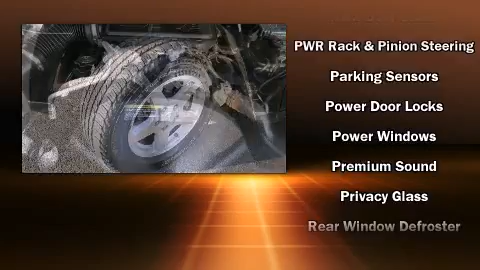 PWR Rack & Pinion Steering
Parking Sensors
Power Door Locks
Power Windows
Premium Sound
Privacy Glass
Rear Window Defroster